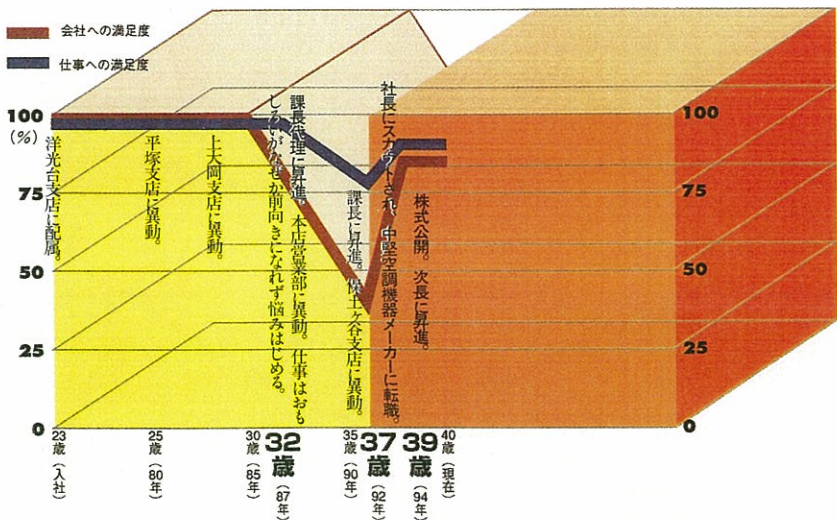 会社への満足度
仕事への満足度
100
(%)
75
50
25
0
100
75
50
25
0
洋光台支店に配属。
平塚支店に異動。
上大岡支店に異動。
課長代理に昇進。本店営業部に異動。仕事はおも
しろいがなぜか前向きになれず悩みはじめる。
課長に昇進。保土ヶ谷支店に異動。
社長にスカウトされ、中堅空調機器メーカーに転職。
株式公開。次長に昇進。
23歳(入社)
25歳(80年)
30歳(85年)
32歳(87年)
35歳(90年)
37歳(92年)
39歳(94年)
40歳(現在)